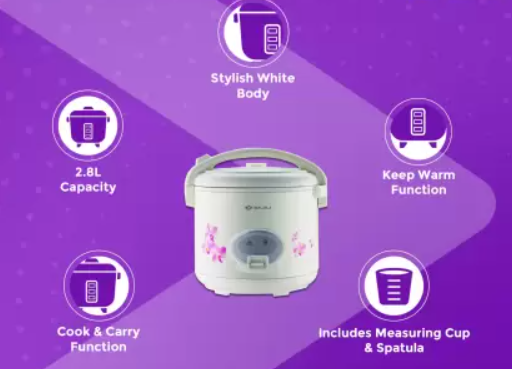 Stylish White
Body
2.8L
Capacity
Keep Warm
Function
BAJAJ
Cook & Carry
Function
Includes Measuring Cup
& Spatula